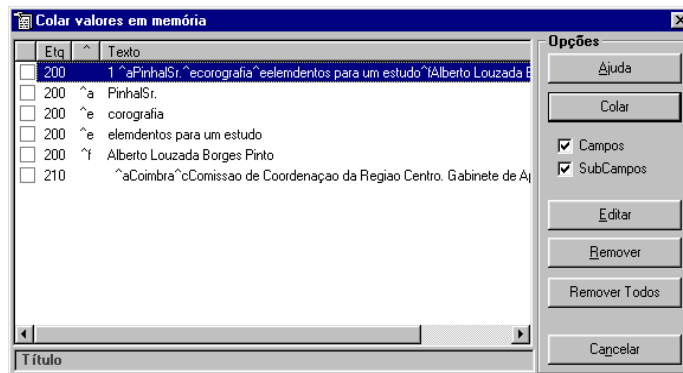 Colar valores em memória
Etq ^ Texto
200 1 ^aPinhalSr.^ecorografia^eelemdentos para um estudo^fAlberto Louzada
200 ^a PinhalSr.
200 ^e corografia
200 ^e elemdentos para um estudo
200 ^f Alberto Louzada Borges Pinto
210 ^aCoimbra^cComissao de Coordenaçao da Regiao Centro. Gabinete de
Título
Opções
Ajuda
Colar
Campos
SubCampos
Editar
Remover
Remover Todos
Cancelar